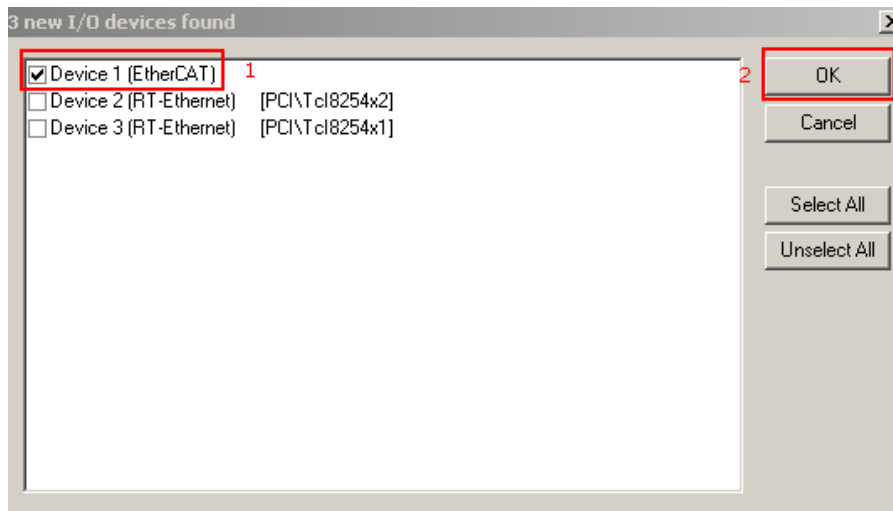 3 new I/O devices found
Device 1 (EtherCAT) 1
Device 2 (RT-Ethernet) [PCI\TcI8254x2]
Device 3 (RT-Ethernet) [PCI\TcI8254x1]
2 OK
Cancel
Select All
Unselect All